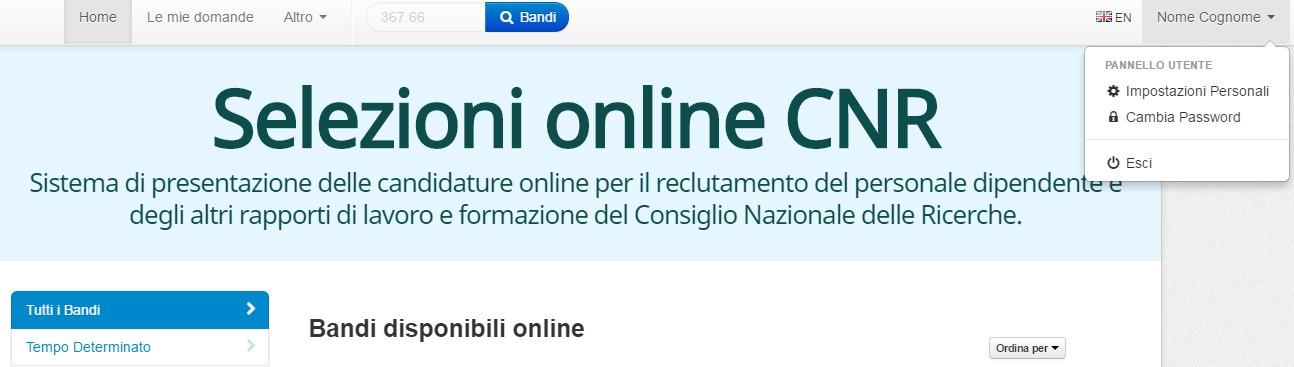 Home Le mie domande Altro 367.66 Bandi EN Nome Cognome
PANNELLO UTENTE
Impostazioni Personali
Cambia Password
Esci
Selezioni online CNR
Sistema di presentazione delle candidature online per il reclutamento del personale dipendente e
degli altri rapporti di lavoro e formazione del Consiglio Nazionale delle Ricerche.
Tutti i Bandi
Tempo Determinato
Bandi disponibili online
Ordina per